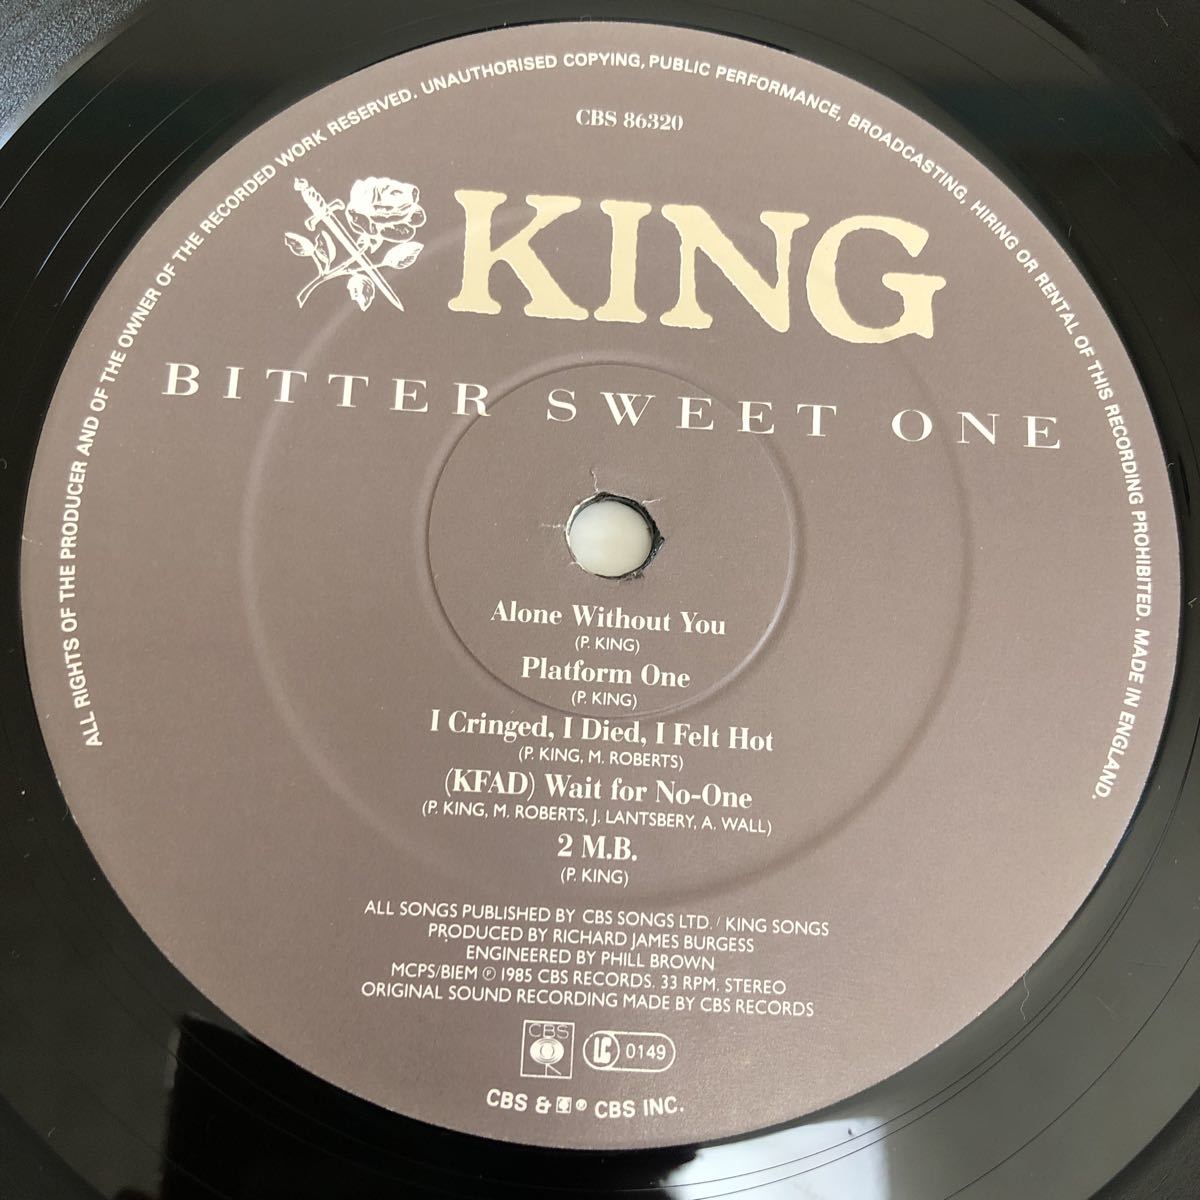 ALL RIGHTS OF THE PRODUCER AND OF THE OWNER OF THE RECORDED WORK RESERVED. UNAUTHORISED COPYING, PUBLIC PERFORMANCE, BROADCASTING, HIRING OR RENTAL OF THIS RECORDING PROHIBITED. MADE IN ENGLAND.
CBS 86320
KING
BITTER SWEET ONE
Alone Without You
(P. KING)
Platform One
(P. KING)
I Cringed, I Died, I Felt Hot
(P. KING, M. ROBERTS)
(KFAD) Wait for No-One
(P. KING, M. ROBERTS, J. LANTSBERY, A. WALL)
2 M.B.
(P. KING)
ALL SONGS PUBLISHED BY CBS SONGS LTD. / KING SONGS
PRODUCED BY RICHARD JAMES BURGESS
ENGINEERED BY PHILL BROWN
MCPS/BIEM ℗ 1985 CBS RECORDS. 33 RPM. STEREO
ORIGINAL SOUND RECORDING MADE BY CBS RECORDS
CBS
LC 0149
CBS & ® CBS INC.